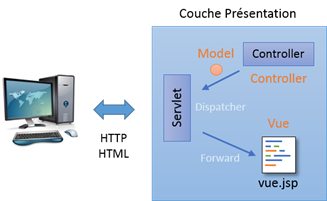 Couche Présentation
Model
Controller
Controller
Servlet
Dispatcher
HTTP
HTML
Vue
Forward
vue.jsp